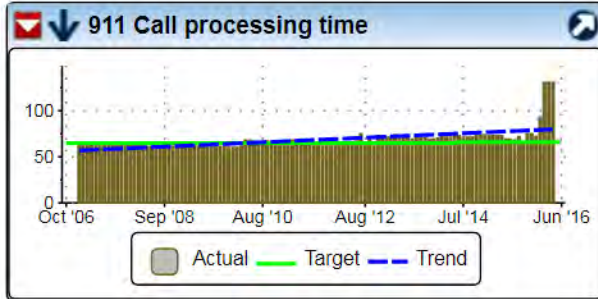 911 Call processing time
100
50
0
Oct '06 Sep '08 Aug '10 Aug '12 Jul '14 Jun '16
Actual Target Trend